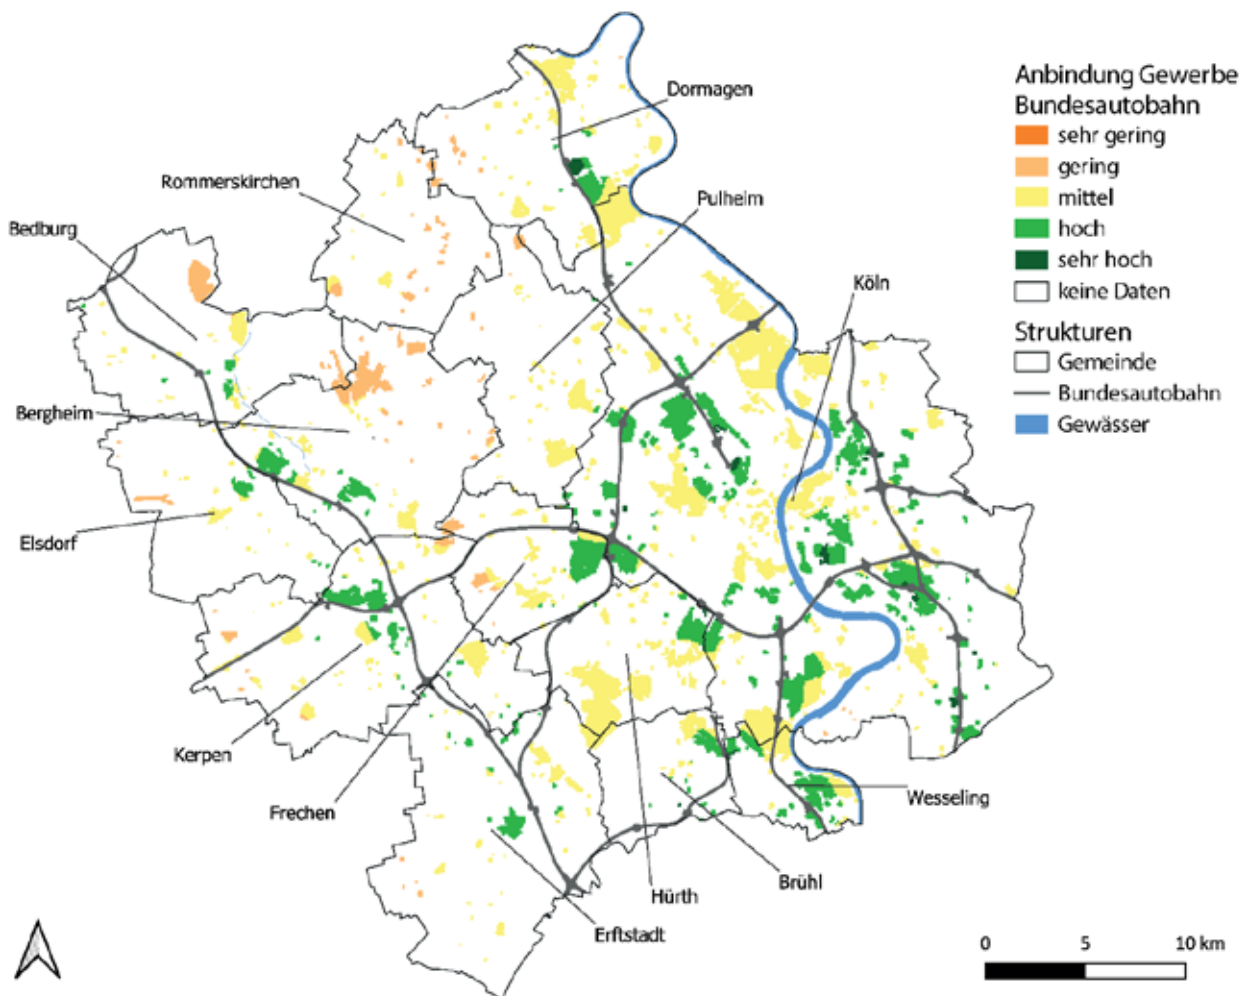 Anbindung Gewerbe
Bundesautobahn
sehr gering
gering
mittel
hoch
sehr hoch
keine Daten
Strukturen
Gemeinde
Bundesautobahn
Gewässer
Dormagen
Rommerskirchen
Pulheim
Bedburg
Köln
Bergheim
Elsdorf
Kerpen
Frechen
Wesseling
Brühl
Hürth
Erftstadt
0 5 10 km